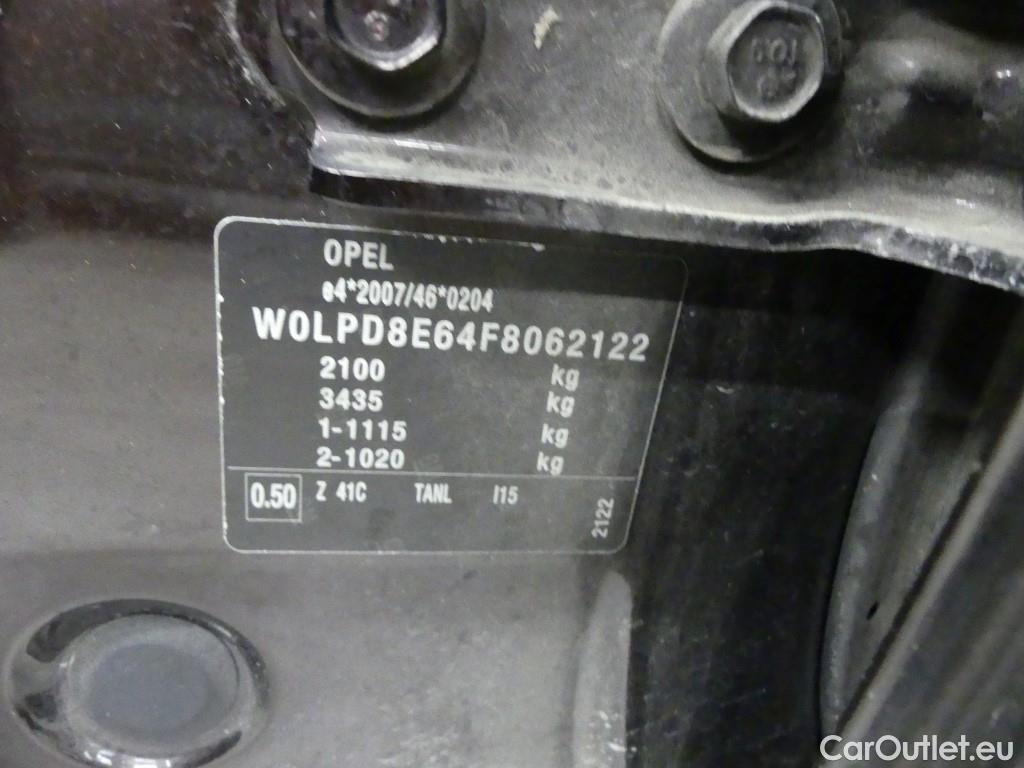 OPEL
e4*2007/46*0204
W0LPD8E64F8062122
2100 kg
3435 kg
1-1115 kg
2-1020 kg
0.50 Z 41C TANL I15
2122
CarOutlet.eu